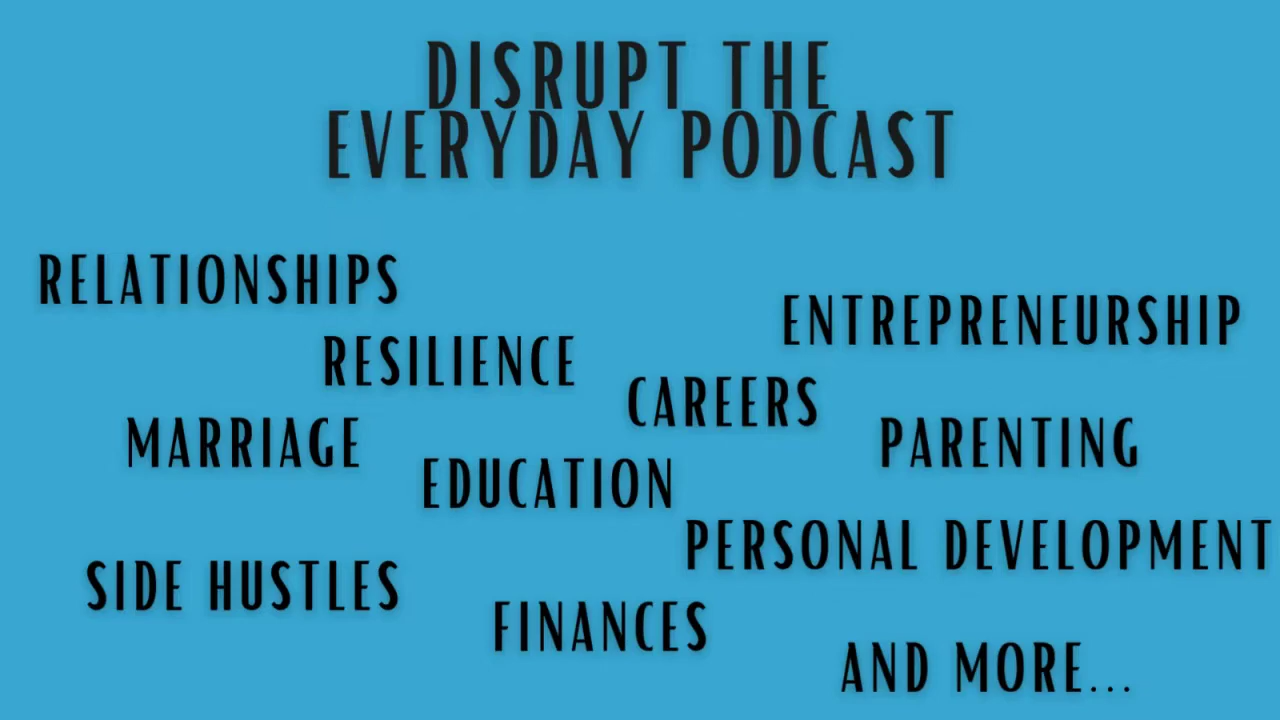 DISRUPT THE
EVERYDAY PODCAST
RELATIONSHIPS
ENTREPRENEURSHIP
RESILIENCE
CAREERS
MARRIAGE
PARENTING
EDUCATION
PERSONAL DEVELOPMENT
SIDE HUSTLES
FINANCES
AND MORE...